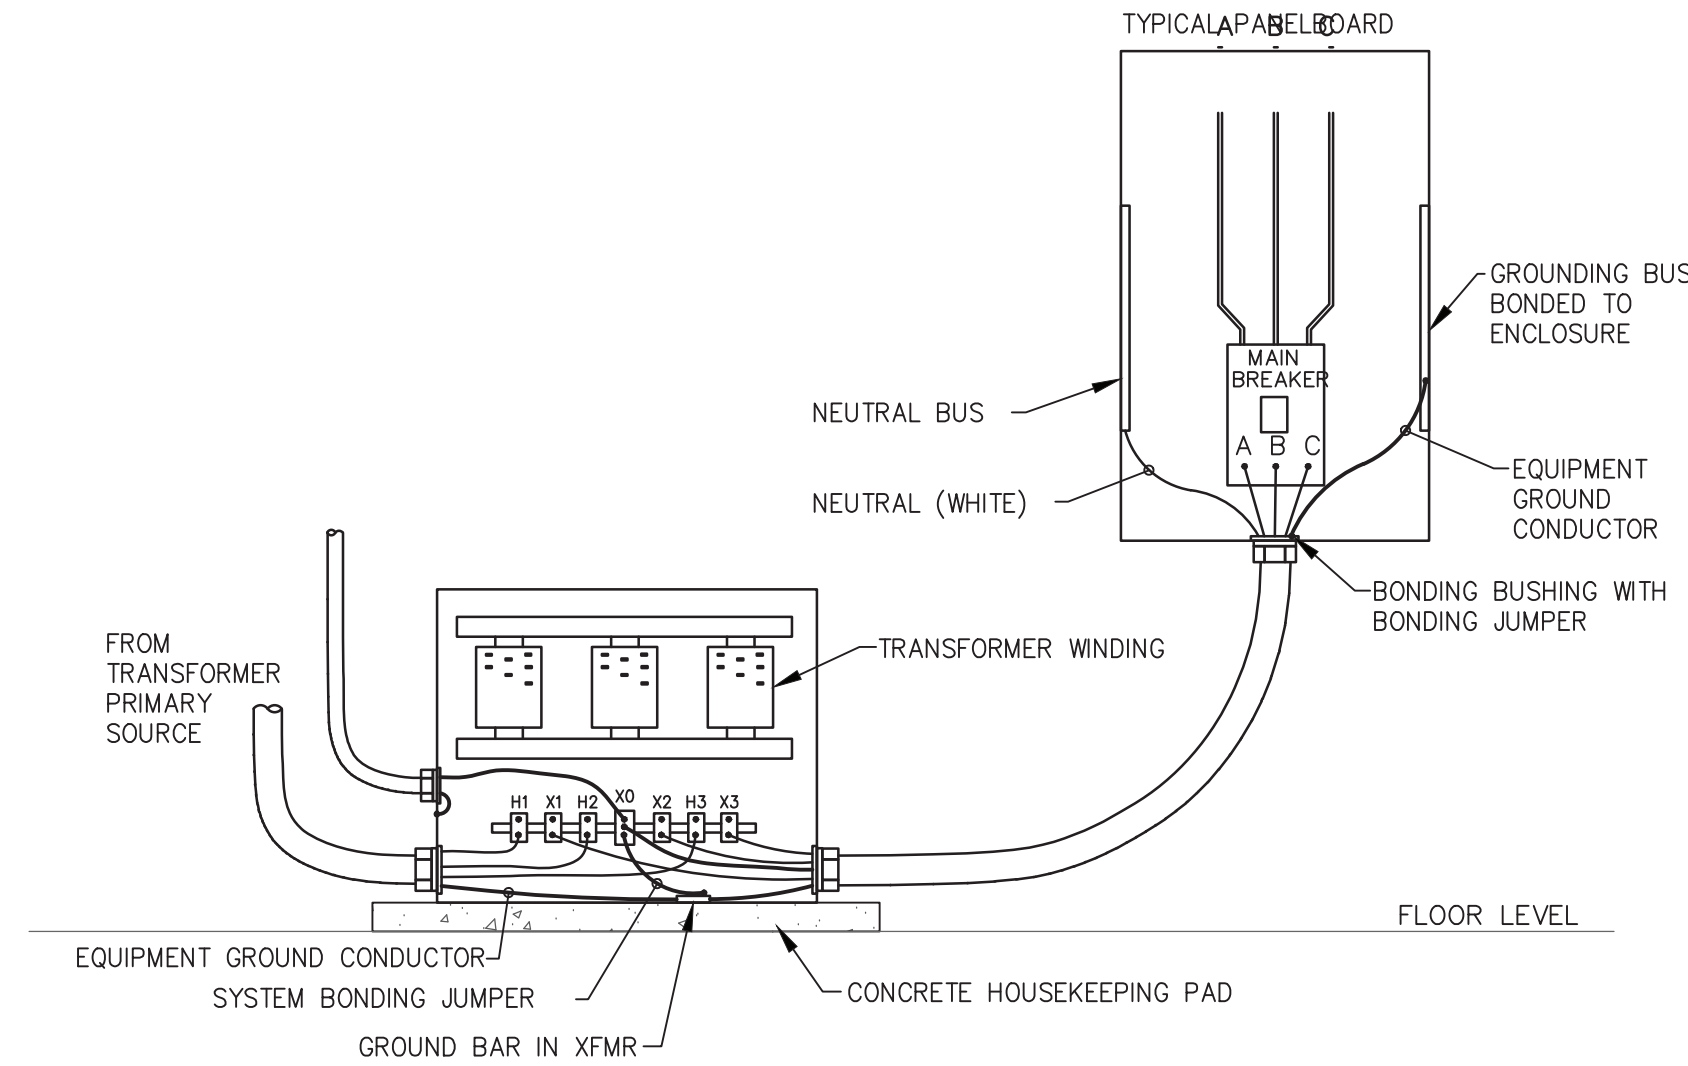 TYPICAL PANELBOARD
A B C
GROUNDING BUS
BONDED TO
ENCLOSURE
MAIN
BREAKER
NEUTRAL BUS
A B C
EQUIPMENT
GROUND
CONDUCTOR
NEUTRAL (WHITE)
BONDING BUSHING WITH
BONDING JUMPER
FROM
TRANSFORMER
PRIMARY
SOURCE
TRANSFORMER WINDING
H1 X1 H2 X0 X2 H3 X3
FLOOR LEVEL
EQUIPMENT GROUND CONDUCTOR
SYSTEM BONDING JUMPER
CONCRETE HOUSEKEEPING PAD
GROUND BAR IN XFMR